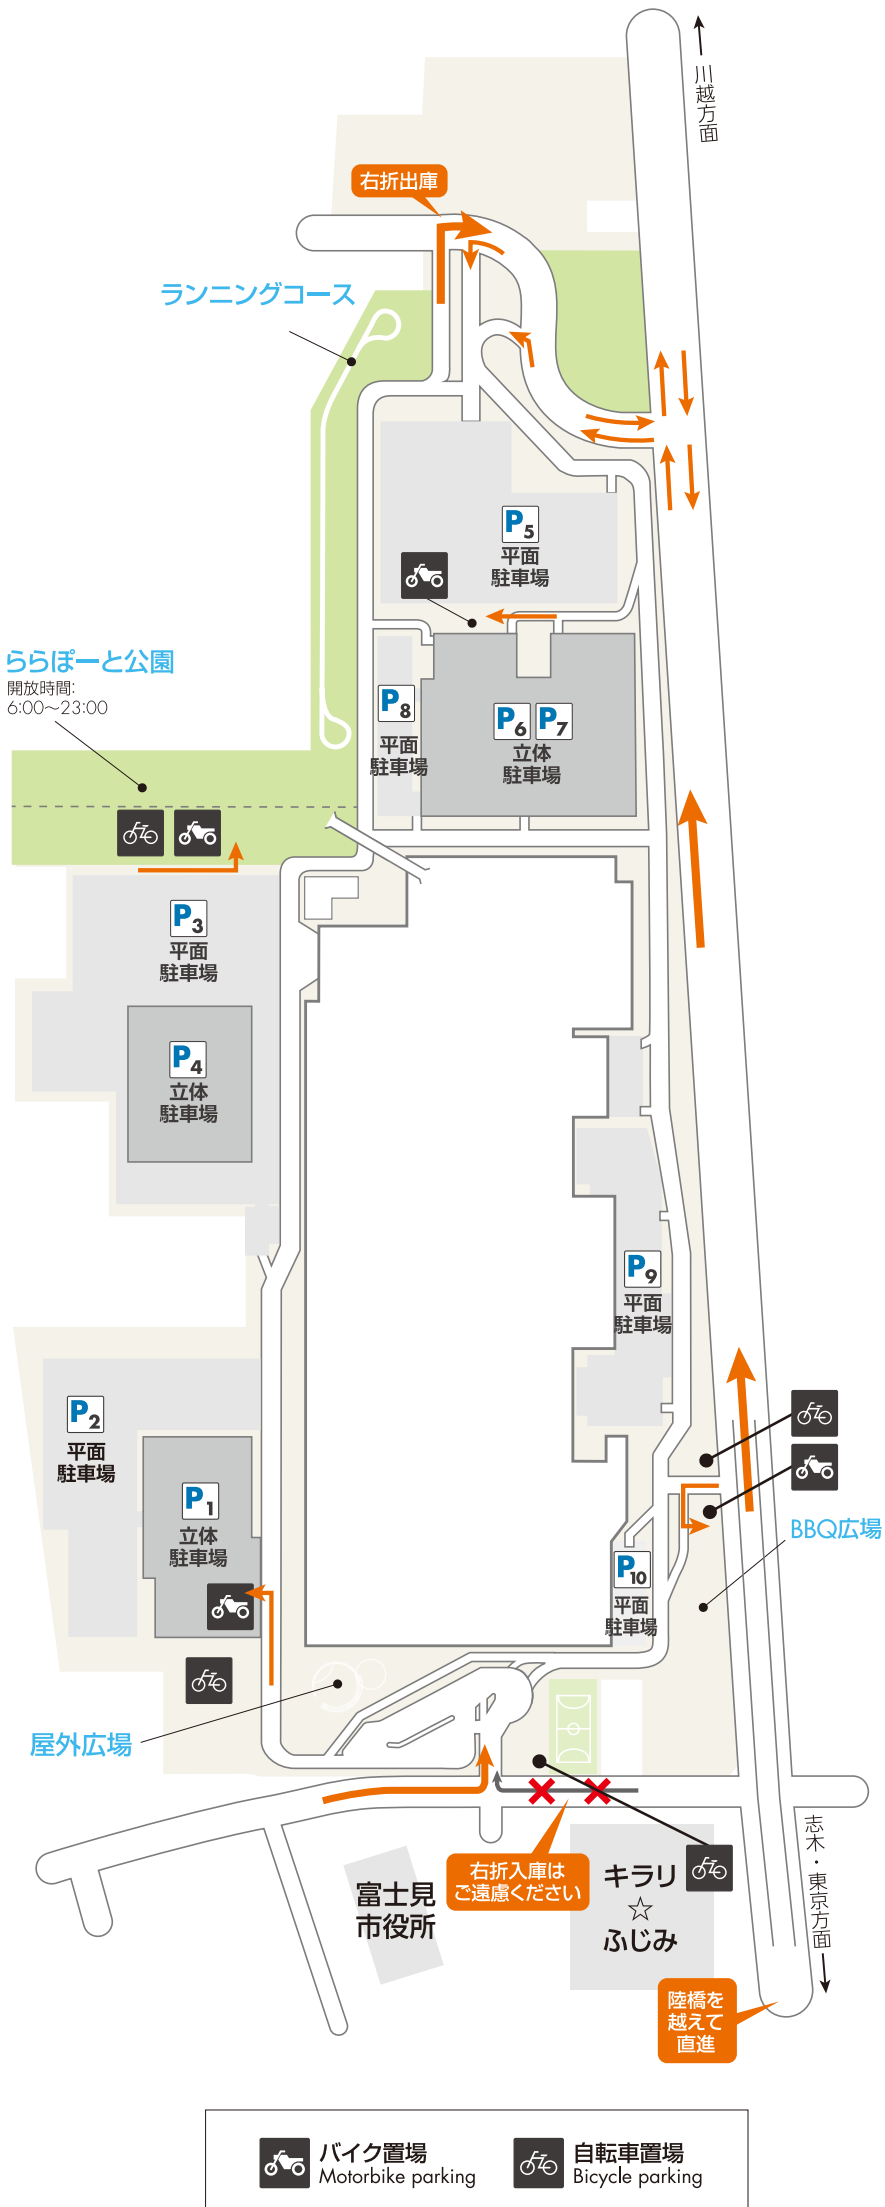 川越方面
右折出庫
ランニングコース
P5
平面
駐車場
ららぽーと公園
開放時間:
6:00〜23:00
P8
平面
駐車場
P6 P7
立体
駐車場
P3
平面
駐車場
P4
立体
駐車場
P9
平面
駐車場
P2
平面
駐車場
P1
立体
駐車場
BBQ広場
P10
平面
駐車場
屋外広場
志木・東京方面
右折入庫は
ご遠慮ください
富士見
市役所
キラリ
☆
ふじみ
陸橋を
越えて
直進
バイク置場
Motorbike parking
自転車置場
Bicycle parking